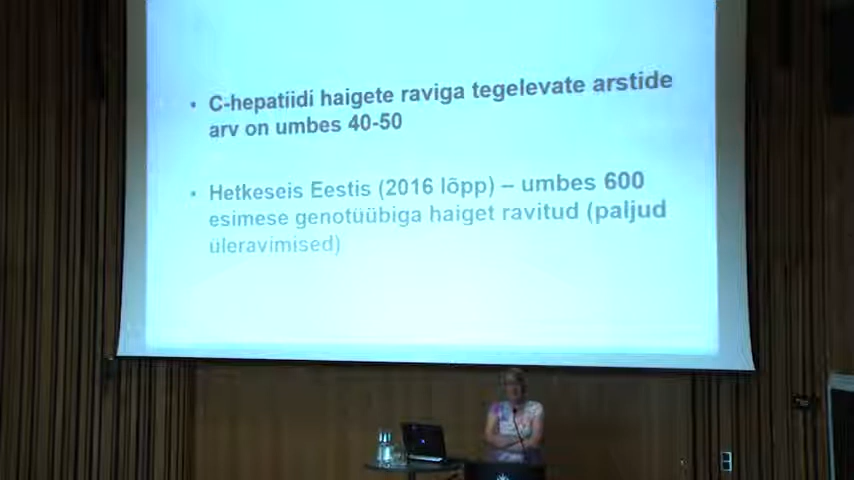 • C-hepatiidi haigete raviga tegelevate arstide
arv on umbes 40-50
• Hetkeseis Eestis (2016 lõpp) – umbes 600
esimese genotüübiga haiget ravitud (paljud
üleravimised)